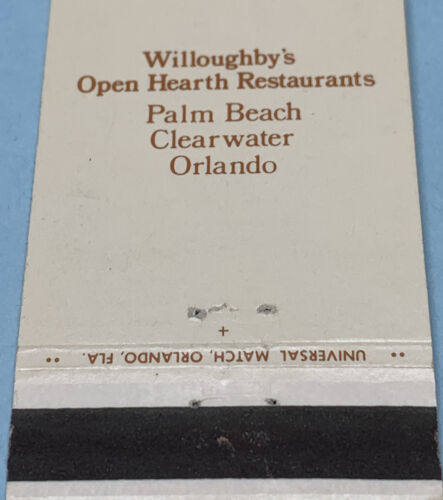 Willoughby's
Open Hearth Restaurants
Palm Beach
Clearwater
Orlando
+
•• UNIVERSAL MATCH, ORLANDO, FLA. ••